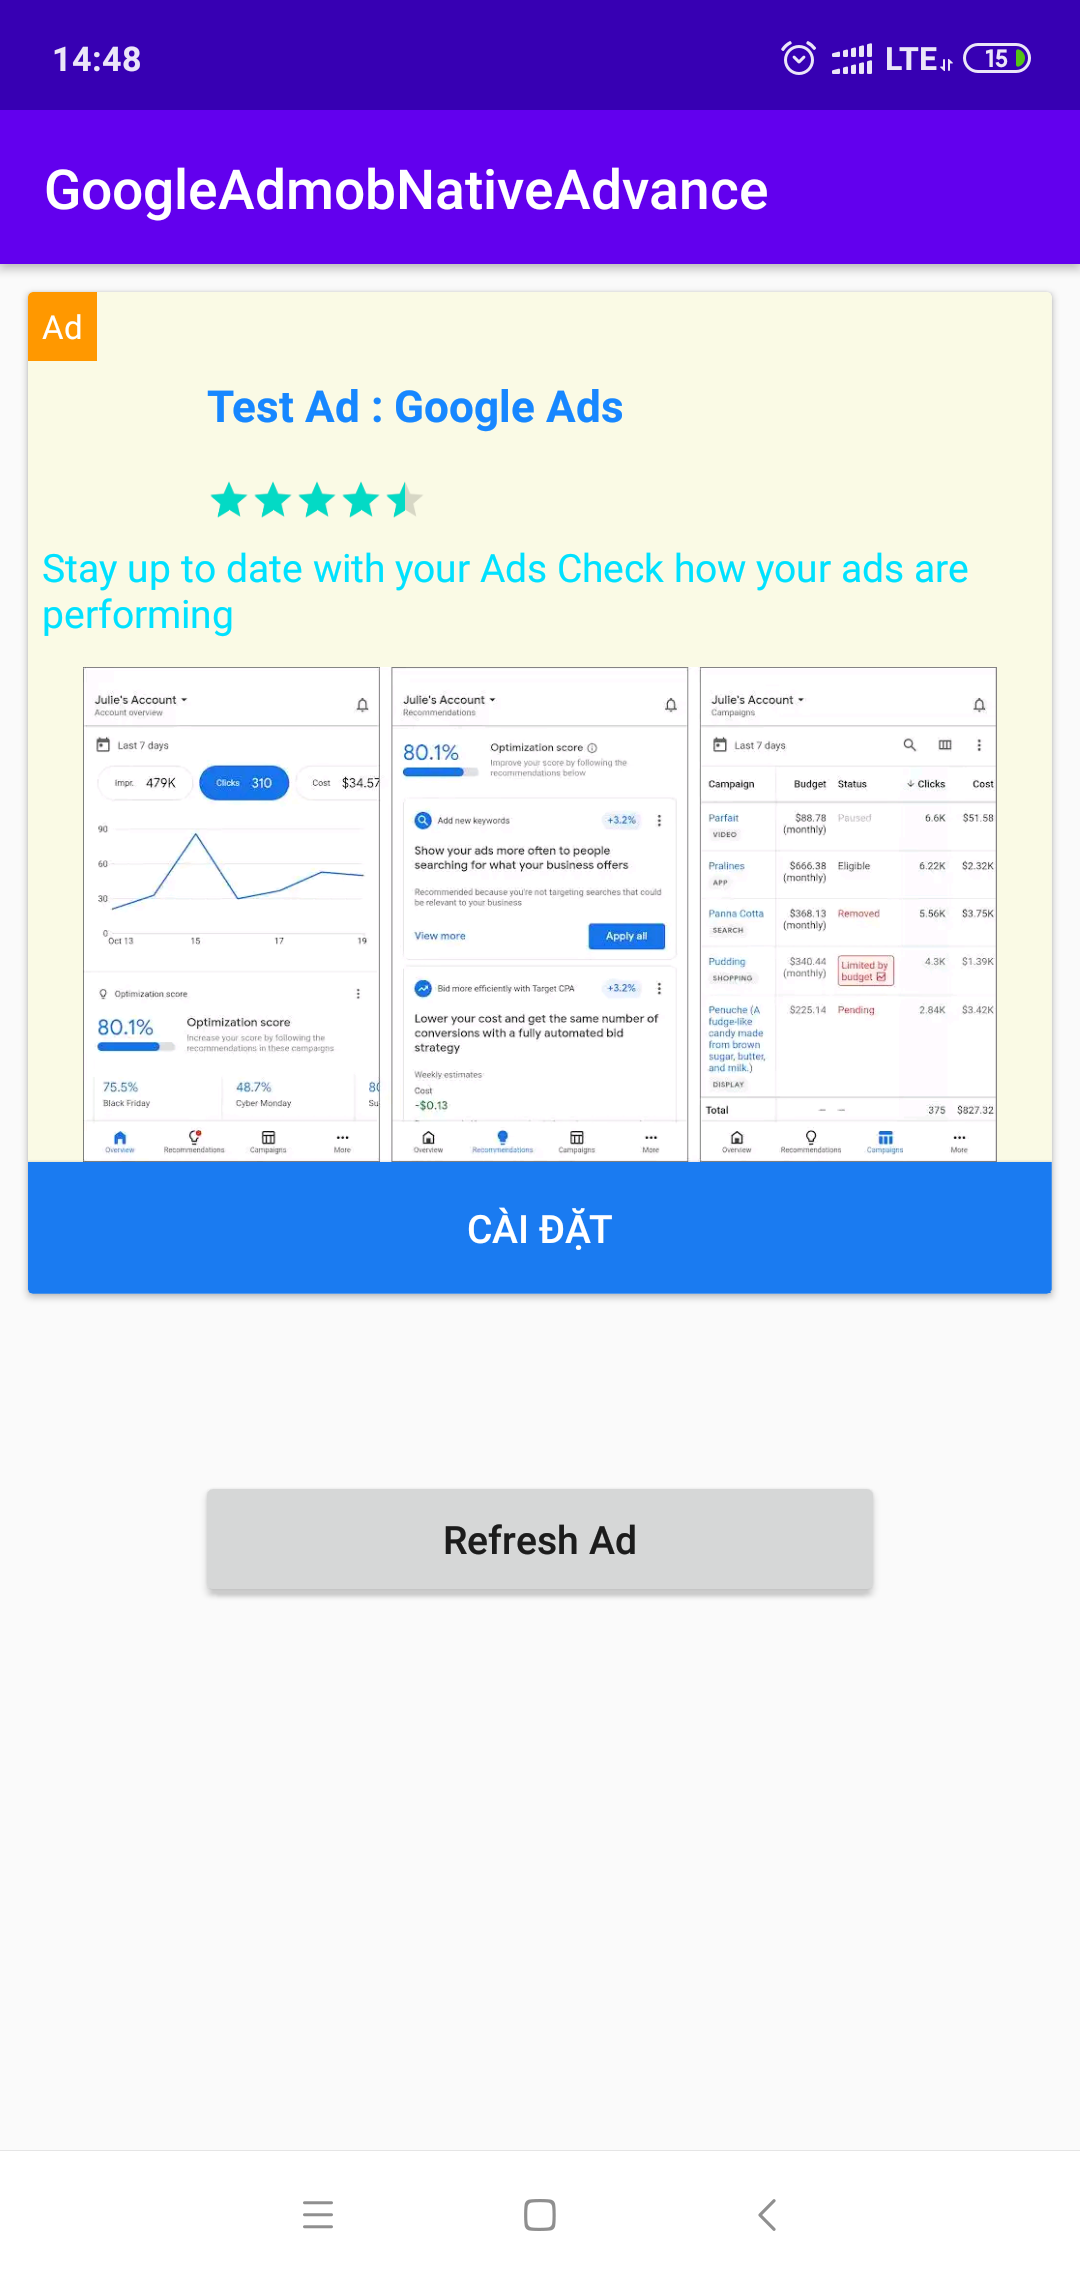 14:48
LTE
15
GoogleAdmobNativeAdvance
Ad
Test Ad : Google Ads
Stay up to date with your Ads Check how your ads are
performing
Julie's Account
Account overview
Last 7 days
Impr. 479K
Clicks 310
Cost $34.57
90
60
30
0
Oct 13 15 17 19
Optimization score
80.1%
Optimization score
Increase your score by following the
recommendations in these campaigns
75.5%
Black Friday
48.7%
Cyber Monday
80
Su
Overview Recommendations Campaigns More
Julie's Account
Recommendations
80.1%
Optimization score
Improve your score by following the
recommendations below
Add new keywords +3.2%
Show your ads more often to people
searching for what your business offers
Recommended because you're not targeting searches that could
be relevant to your business
View more Apply all
Bid more efficiently with Target CPA +3.2%
Lower your cost and get the same number of
conversions with a fully automated bid
strategy
Weekly estimates
Cost
-$0.13
Overview Recommendations Campaigns More
Julie's Account
Campaigns
Last 7 days
Campaign Budget Status Clicks Cost
Parfait $88.78 Paused 6.6K $51.58
VIDEO (monthly)
Pralines $666.38 Eligible 6.22K $2.32K
APP (monthly)
Panna Cotta $368.13 Removed 5.56K $3.75K
SEARCH (monthly)
Pudding $340.44 Limited by 4.3K $1.39K
SHOPPING (monthly) budget
Penuche (A $225.14 Pending 2.84K $3.42K
fudge-like
candy made
from brown
sugar, butter,
and milk.)
DISPLAY
Total – – 375 $827.32
Overview Recommendations Campaigns More
CÀI ĐẶT
Refresh Ad